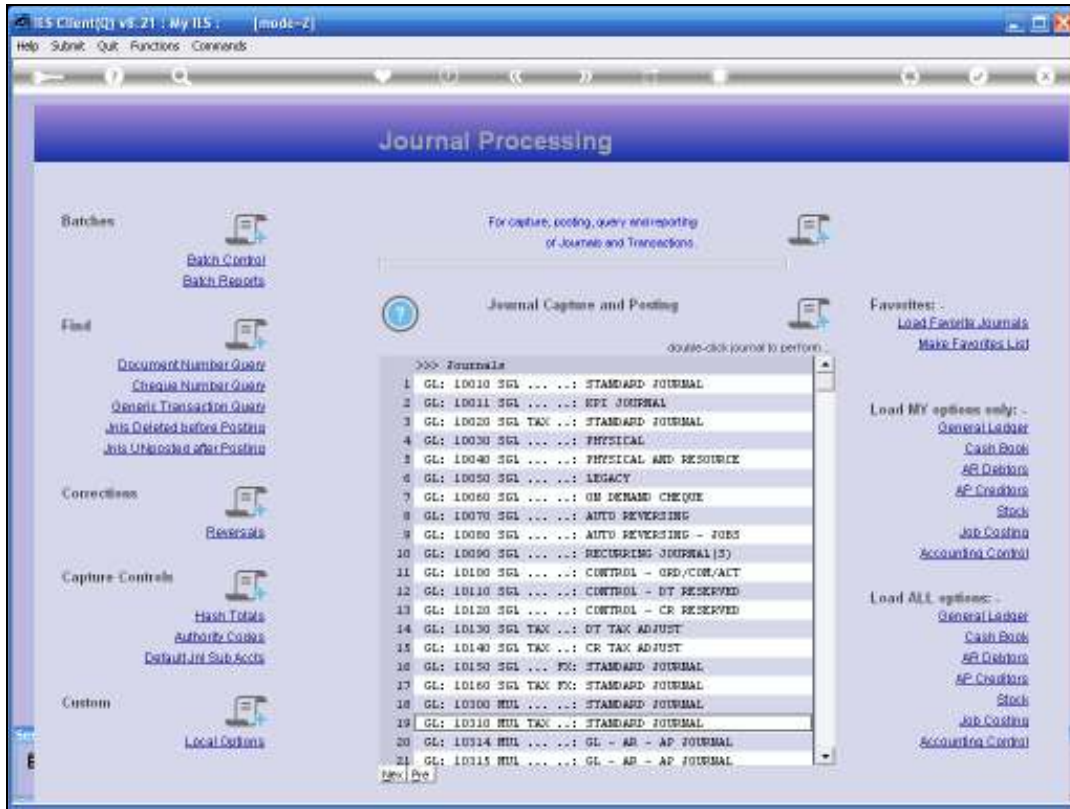 IES Client(Q) v8.21 : My IES : [mode=Z]
Help Submit Quit Functions Commands
Journal Processing
Batches
Batch Control
Batch Reports
Find
Document Number Query
Cheque Number Query
Generic Transaction Query
Jnls Deleted before Posting
Jnls UNposted after Posting
Corrections
Reversals
Capture Controls
Hash Totals
Authority Codes
Default Jnl Sub Accts
Custom
Local Options
For capture, posting, query and reporting
of Journals and Transactions.
Journal Capture and Posting
double-click journal to perform...
>>> Journals
1 GL: 10010 SGL ... ..: STANDARD JOURNAL
2 GL: 10011 SGL ... ..: KPI JOURNAL
3 GL: 10020 SGL TAX ..: STANDARD JOURNAL
4 GL: 10030 SGL ... ..: PHYSICAL
5 GL: 10040 SGL ... ..: PHYSICAL AND RESOURCE
6 GL: 10050 SGL ... ..: LEGACY
7 GL: 10060 SGL ... ..: ON DEMAND CHEQUE
8 GL: 10070 SGL ... ..: AUTO REVERSING
9 GL: 10080 SGL ... ..: AUTO REVERSING - JOBS
10 GL: 10090 SGL ... ..: RECURRING JOURNAL(S)
11 GL: 10100 SGL ... ..: CONTROL - ORD/COM/ACT
12 GL: 10110 SGL ... ..: CONTROL - DT RESERVED
13 GL: 10120 SGL ... ..: CONTROL - CR RESERVED
14 GL: 10130 SGL TAX ..: DT TAX ADJUST
15 GL: 10140 SGL TAX ..: CR TAX ADJUST
16 GL: 10150 SGL ... FX: STANDARD JOURNAL
17 GL: 10160 SGL TAX FX: STANDARD JOURNAL
18 GL: 10300 MUL ... ..: STANDARD JOURNAL
19 GL: 10310 MUL TAX ..: STANDARD JOURNAL
20 GL: 10314 MUL ... ..: GL - AR - AP JOURNAL
21 GL: 10315 MUL ... ..: GL - AR - AP JOURNAL
Nex Pre
Favorites: -
Load Favorite Journals
Make Favorites List
Load MY options only: -
General Ledger
Cash Book
AR Debtors
AP Creditors
Stock
Job Costing
Accounting Control
Load ALL options: -
General Ledger
Cash Book
AR Debtors
AP Creditors
Stock
Job Costing
Accounting Control